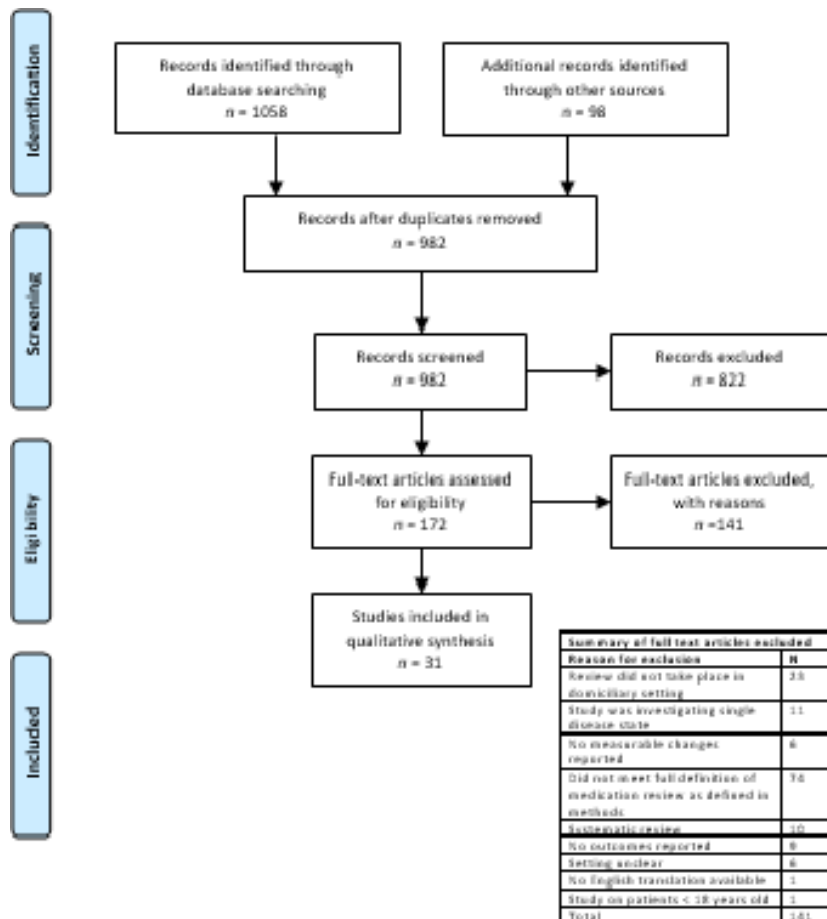 Identification
Records identified through
database searching
n = 1058
Additional records identified
through other sources
n = 98
Records after duplicates removed
n = 982
Screening
Records screened
n = 982
Records excluded
n = 822
Eligibility
Full-text articles assessed
for eligibility
n = 172
Full-text articles excluded,
with reasons
n =141
Studies included in
qualitative synthesis
n = 31
Included
Summary of full text articles excluded
Reason for exclusion N
Review did not take place in 23
domiciliary setting
Study was investigating single 11
disease state
No measurable changes 6
reported
Did not meet full definition of 74
medication review as defined in
methods
Systematic review 10
No outcomes reported
Setting unclear 6
No English translation available 1
Study on patients < 18 years old 1
Total 141